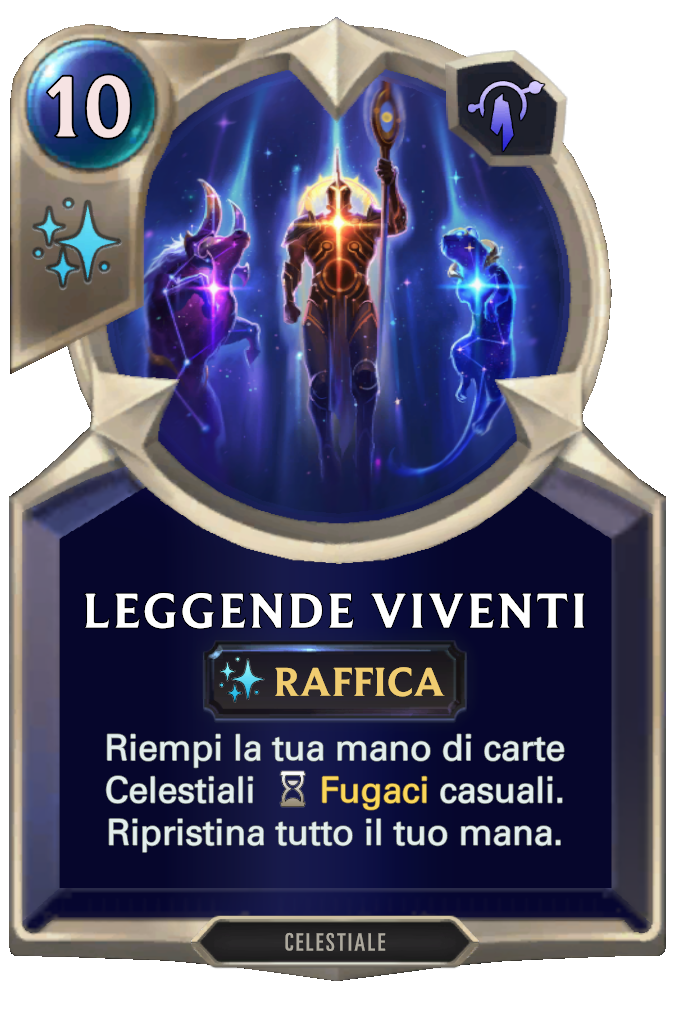 10
LEGGENDE VIVENTI
RAFFICA
Riempi la tua mano di carte
Celestiali Fugaci casuali.
Ripristina tutto il tuo mana.
CELESTIALE